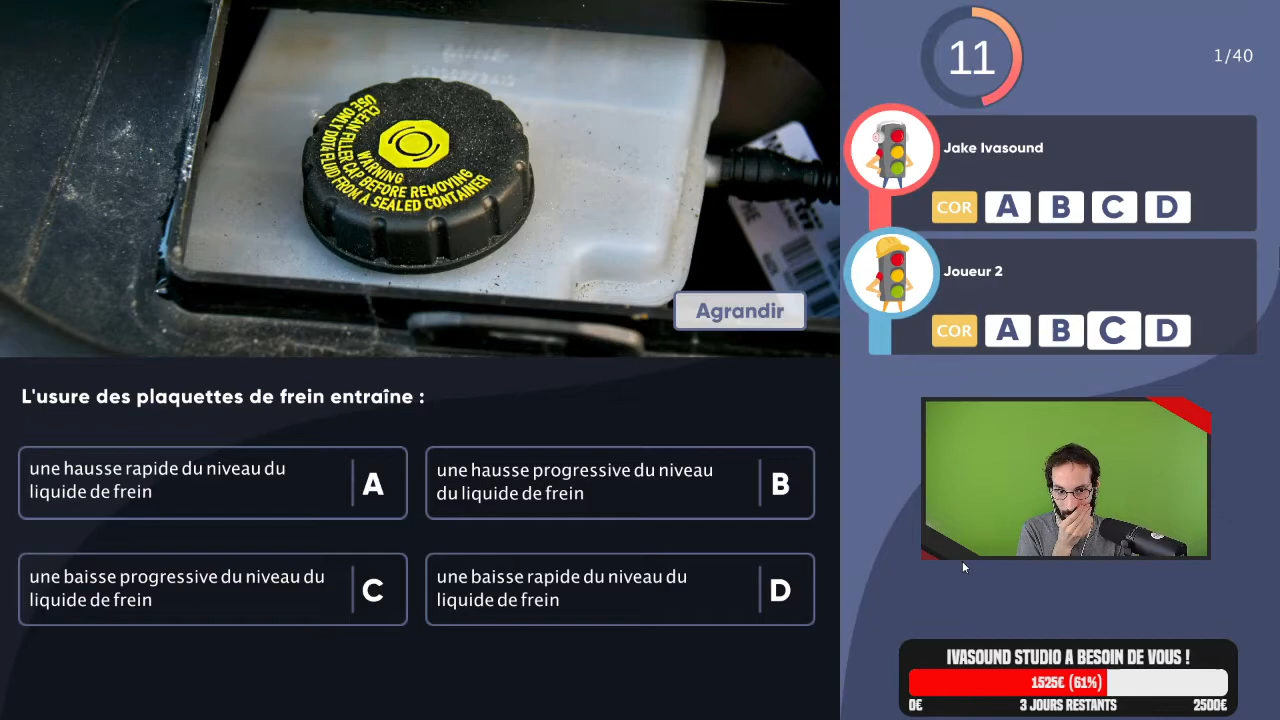 WARNING
CLEAN FILLER CAP BEFORE REMOVING
USE ONLY DOT4 FLUID FROM A SEALED CONTAINER
Agrandir
L'usure des plaquettes de frein entraîne :
une hausse rapide du niveau du
liquide de frein
A
une hausse progressive du niveau
du liquide de frein
B
une baisse progressive du niveau du
liquide de frein
C
une baisse rapide du niveau du
liquide de frein
D
11
1/40
Jake Ivasound
COR A B C D
Joueur 2
COR A B C D
IVASOUND STUDIO A BESOIN DE VOUS !
1525€ (61%)
0€ 3 JOURS RESTANTS 2500€